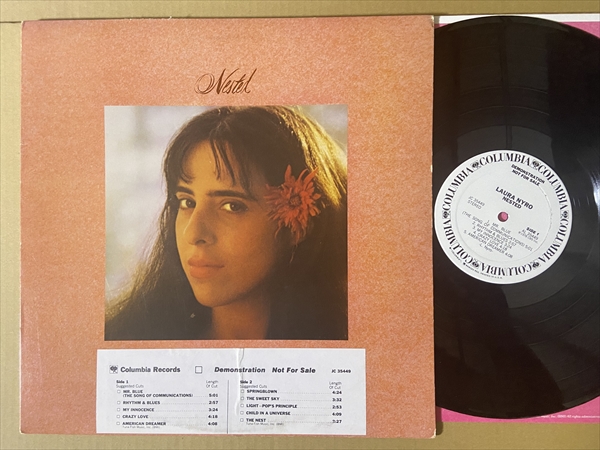 Nested
Columbia Records Demonstration Not For Sale JC 35449
Side 1
Suggested Cuts
Length
Of Cut
MR. BLUE
(THE SONG OF COMMUNICATIONS) 5:01
RHYTHM & BLUES 2:57
MY INNOCENCE 3:24
CRAZY LOVE 4:18
AMERICAN DREAMER 4:08
Side 2
Suggested Cuts
Length
Of Cut
SPRINGBLOWN 4:24
THE SWEET SKY 3:32
LIGHT-POP'S PRINCIPLE 2:53
CHILD IN A UNIVERSE 4:09
THE NEST 3:27
COLUMBIA COLUMBIA COLUMBIA COLUMBIA
DEMONSTRATION
NOT FOR SALE
LAURA NYRO
NESTED